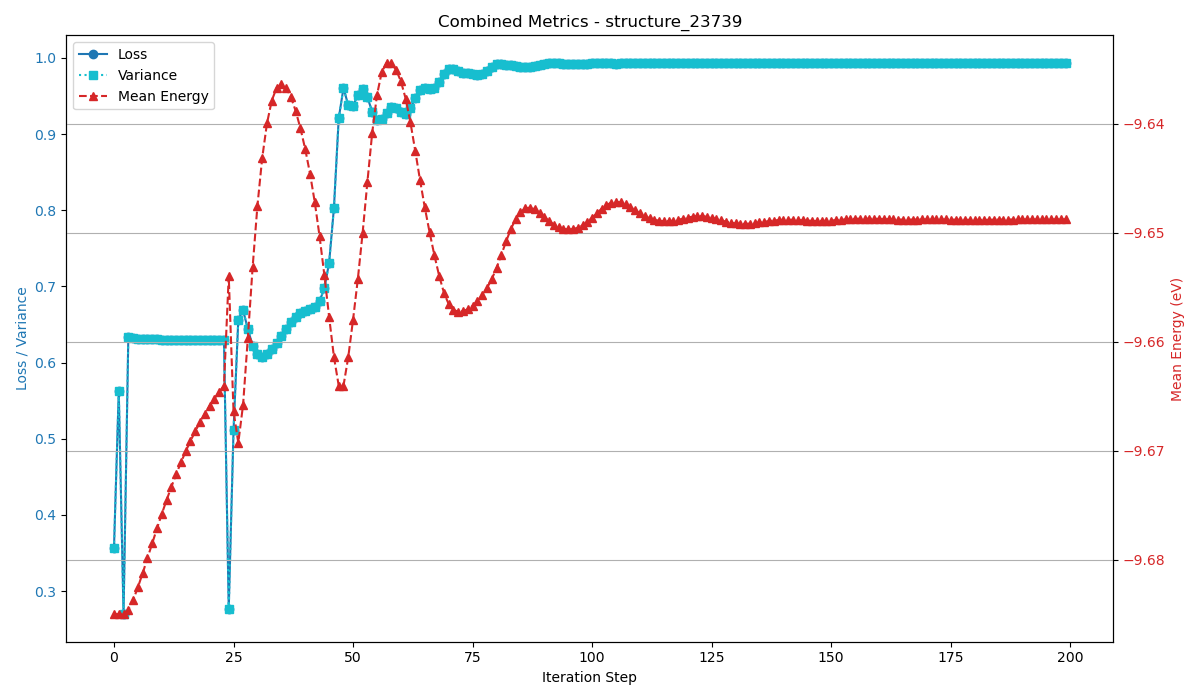 Combined Metrics - structure_23739
Loss
Variance
Mean Energy
1.0
0.9
0.8
0.7
0.6
0.5
0.4
0.3
Loss / Variance
−9.64
−9.65
−9.66
−9.67
−9.68
Mean Energy (eV)
0 25 50 75 100 125 150 175 200
Iteration Step